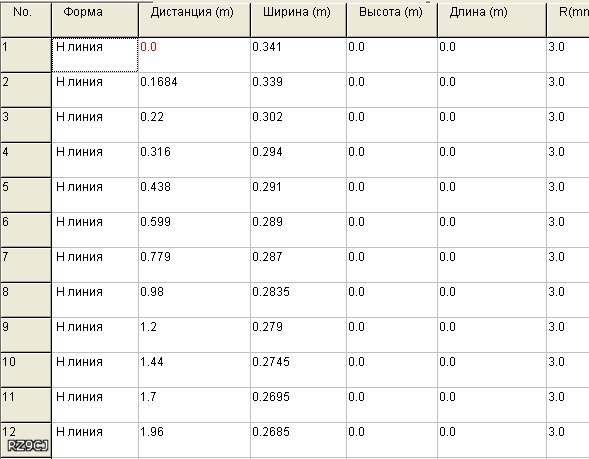 No. Форма Дистанция (m) Ширина (m) Высота (m) Длина (m) R(mm
1 Н линия 0.0 0.341 0.0 0.0 3.0
2 Н линия 0.1684 0.339 0.0 0.0 3.0
3 Н линия 0.22 0.302 0.0 0.0 3.0
4 Н линия 0.316 0.294 0.0 0.0 3.0
5 Н линия 0.438 0.291 0.0 0.0 3.0
6 Н линия 0.599 0.289 0.0 0.0 3.0
7 Н линия 0.779 0.287 0.0 0.0 3.0
8 Н линия 0.98 0.2835 0.0 0.0 3.0
9 Н линия 1.2 0.279 0.0 0.0 3.0
10 Н линия 1.44 0.2745 0.0 0.0 3.0
11 Н линия 1.7 0.2695 0.0 0.0 3.0
12 Н линия 1.96 0.2685 0.0 0.0 3.0
RZ9CJ